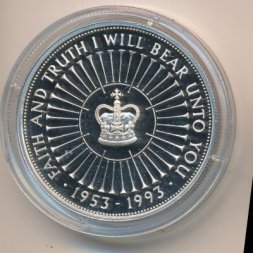 FAITH AND TRUTH I WILL BEAR UNTO YOU
· 1953 - 1993 ·